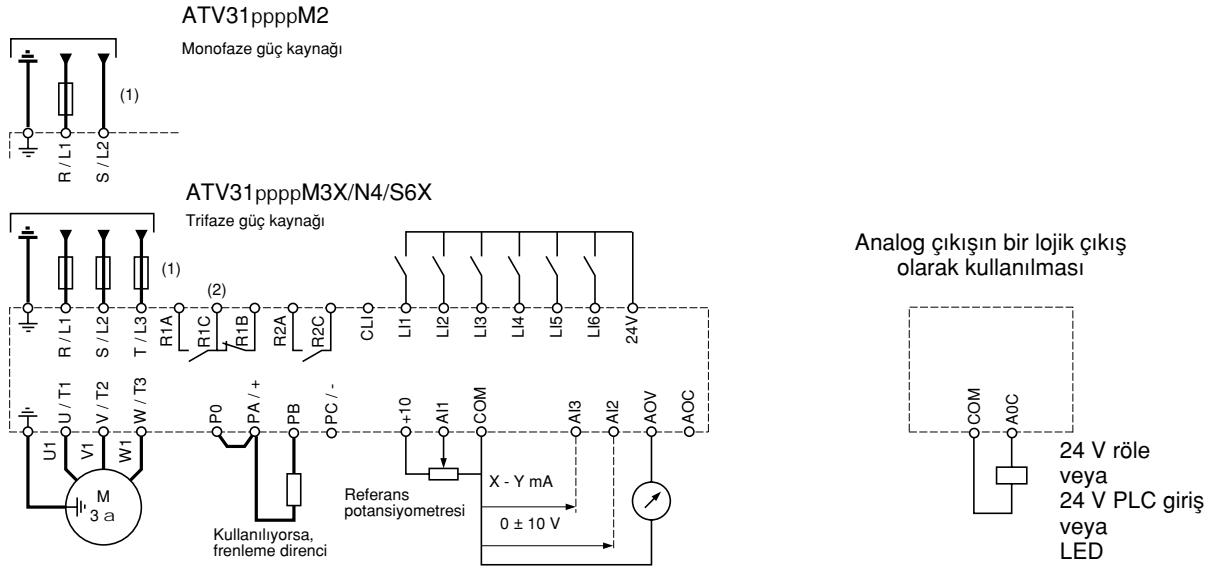 ATV31ppppM2
Monofaze güç kaynağı
(1)
R / L1
S / L2
ATV31ppppM3X/N4/S6X
Trifaze güç kaynağı
(1)
(2)
R / L1
S / L2
T / L3
R1A
R1C
R1B
R2A
R2C
CLI
LI1
LI2
LI3
LI4
LI5
LI6
24V
U / T1
V / T2
W / T3
P0
PA / +
PB
PC / -
+10
AI1
COM
AI3
AI2
AOV
AOC
U1
V1
W1
M
3 a
Kullanılıyorsa,
frenleme direnci
Referans
potansiyometresi
X - Y mA
0 ± 10 V
Analog çıkışın bir lojik çıkış
olarak kullanılması
COM
A0C
24 V röle
veya
24 V PLC giriş
veya
LED